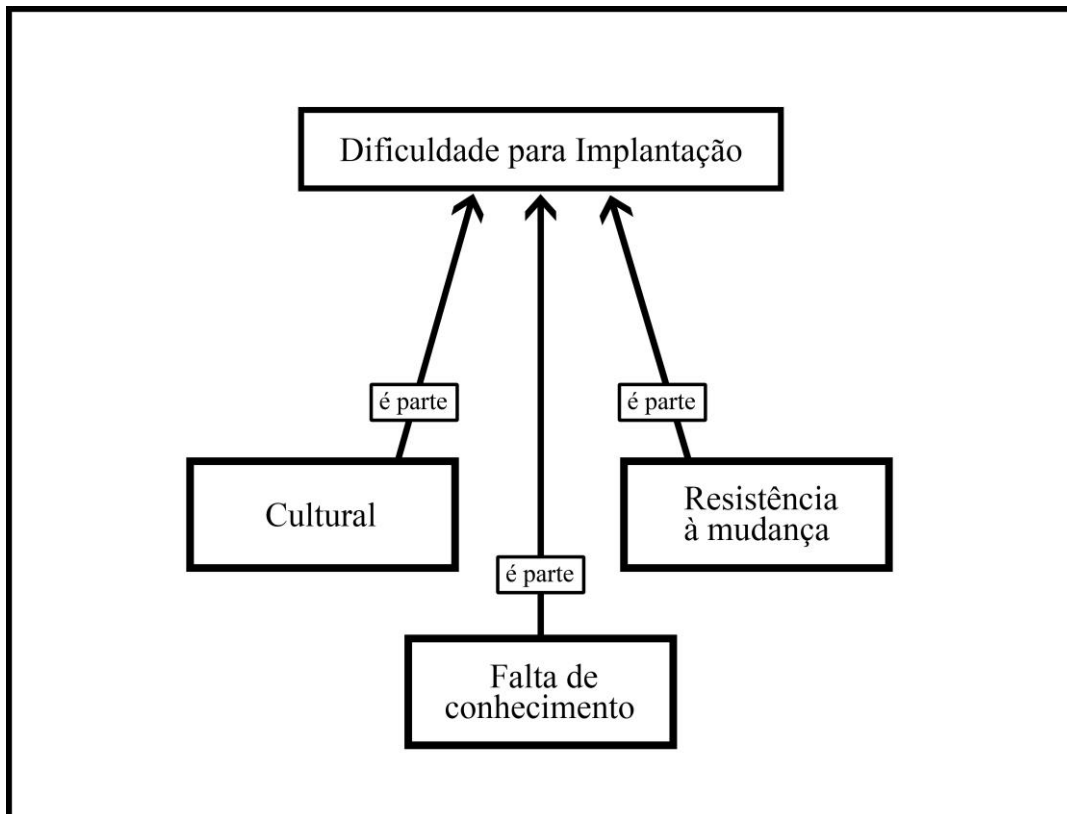 Dificuldade para Implantação
é parte
é parte
Cultural
Resistência
à mudança
é parte
Falta de
conhecimento